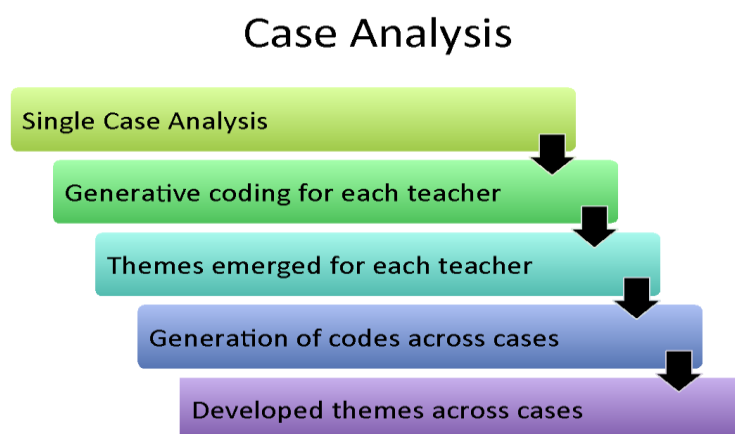 Case Analysis
Single Case Analysis
Generative coding for each teacher
Themes emerged for each teacher
Generation of codes across cases
Developed themes across cases